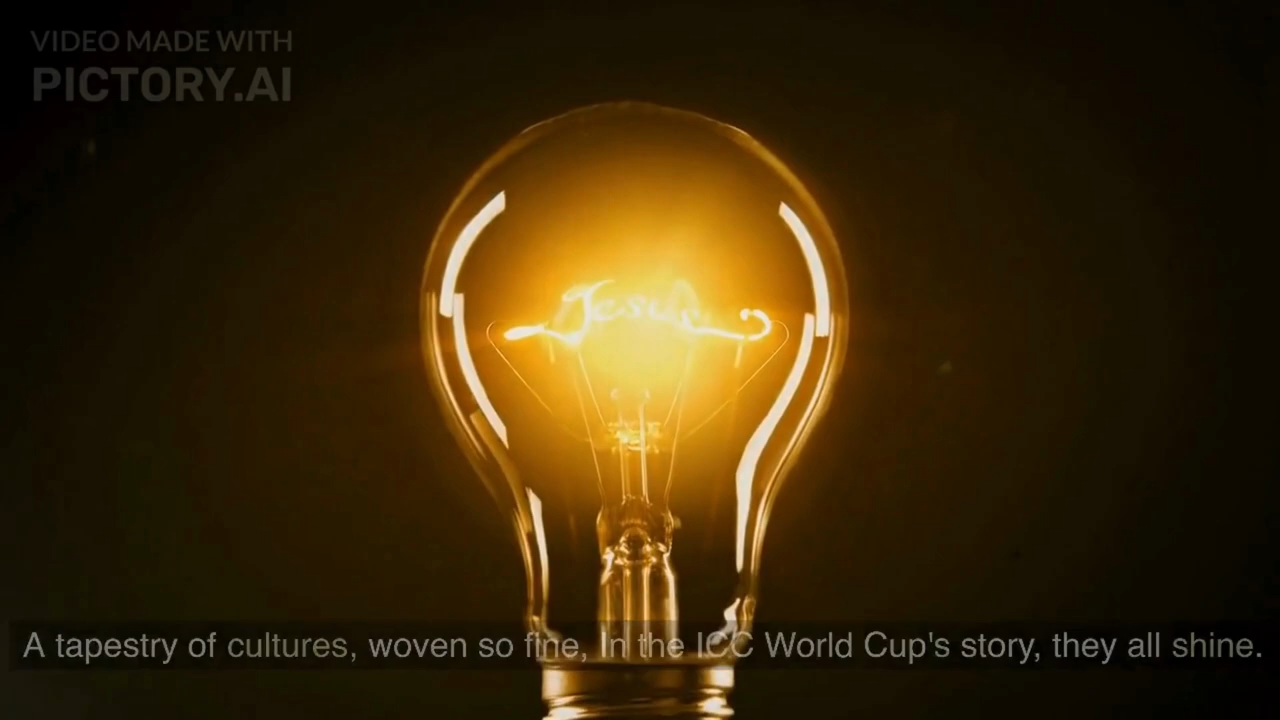 VIDEO MADE WITH
PICTORY.AI
Jesus
A tapestry of cultures, woven so fine, In the ICC World Cup's story, they all shine.